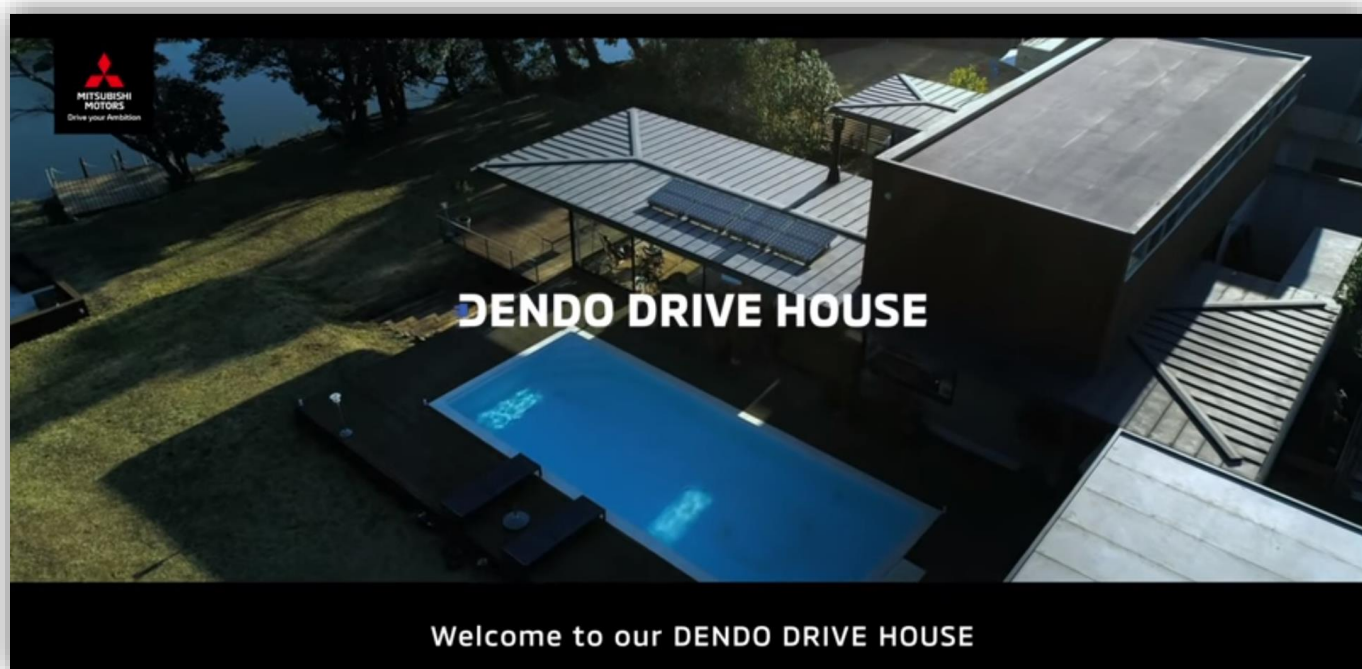 MITSUBISHI
MOTORS
Drive your Ambition
DENDO DRIVE HOUSE
Welcome to our DENDO DRIVE HOUSE